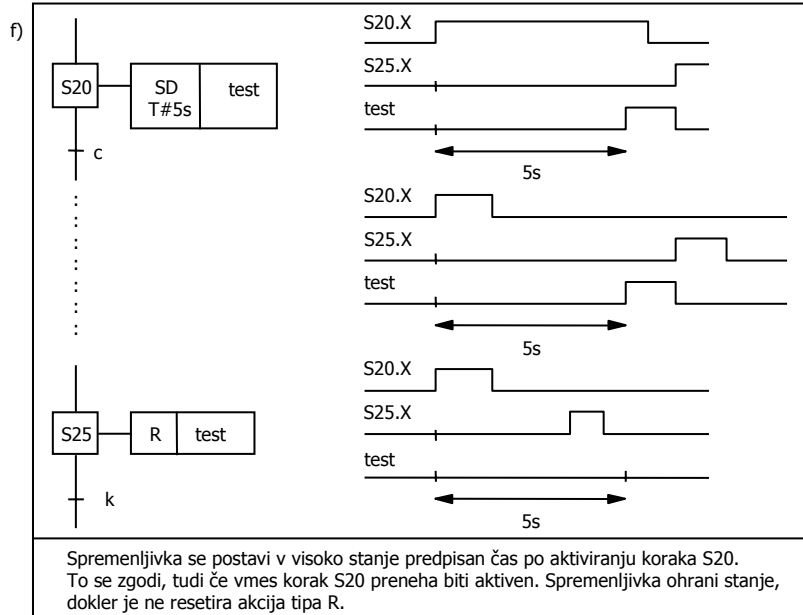 f)
S20
SD
T#5s
test
c
S20.X
S25.X
test
5s
S20.X
S25.X
test
5s
S25
R
test
k
S20.X
S25.X
test
5s
Spremenljivka se postavi v visoko stanje predpisan čas po aktiviranju koraka S20.
To se zgodi, tudi če vmes korak S20 preneha biti aktiven. Spremenljivka ohrani stanje,
dokler je ne resetira akcija tipa R.